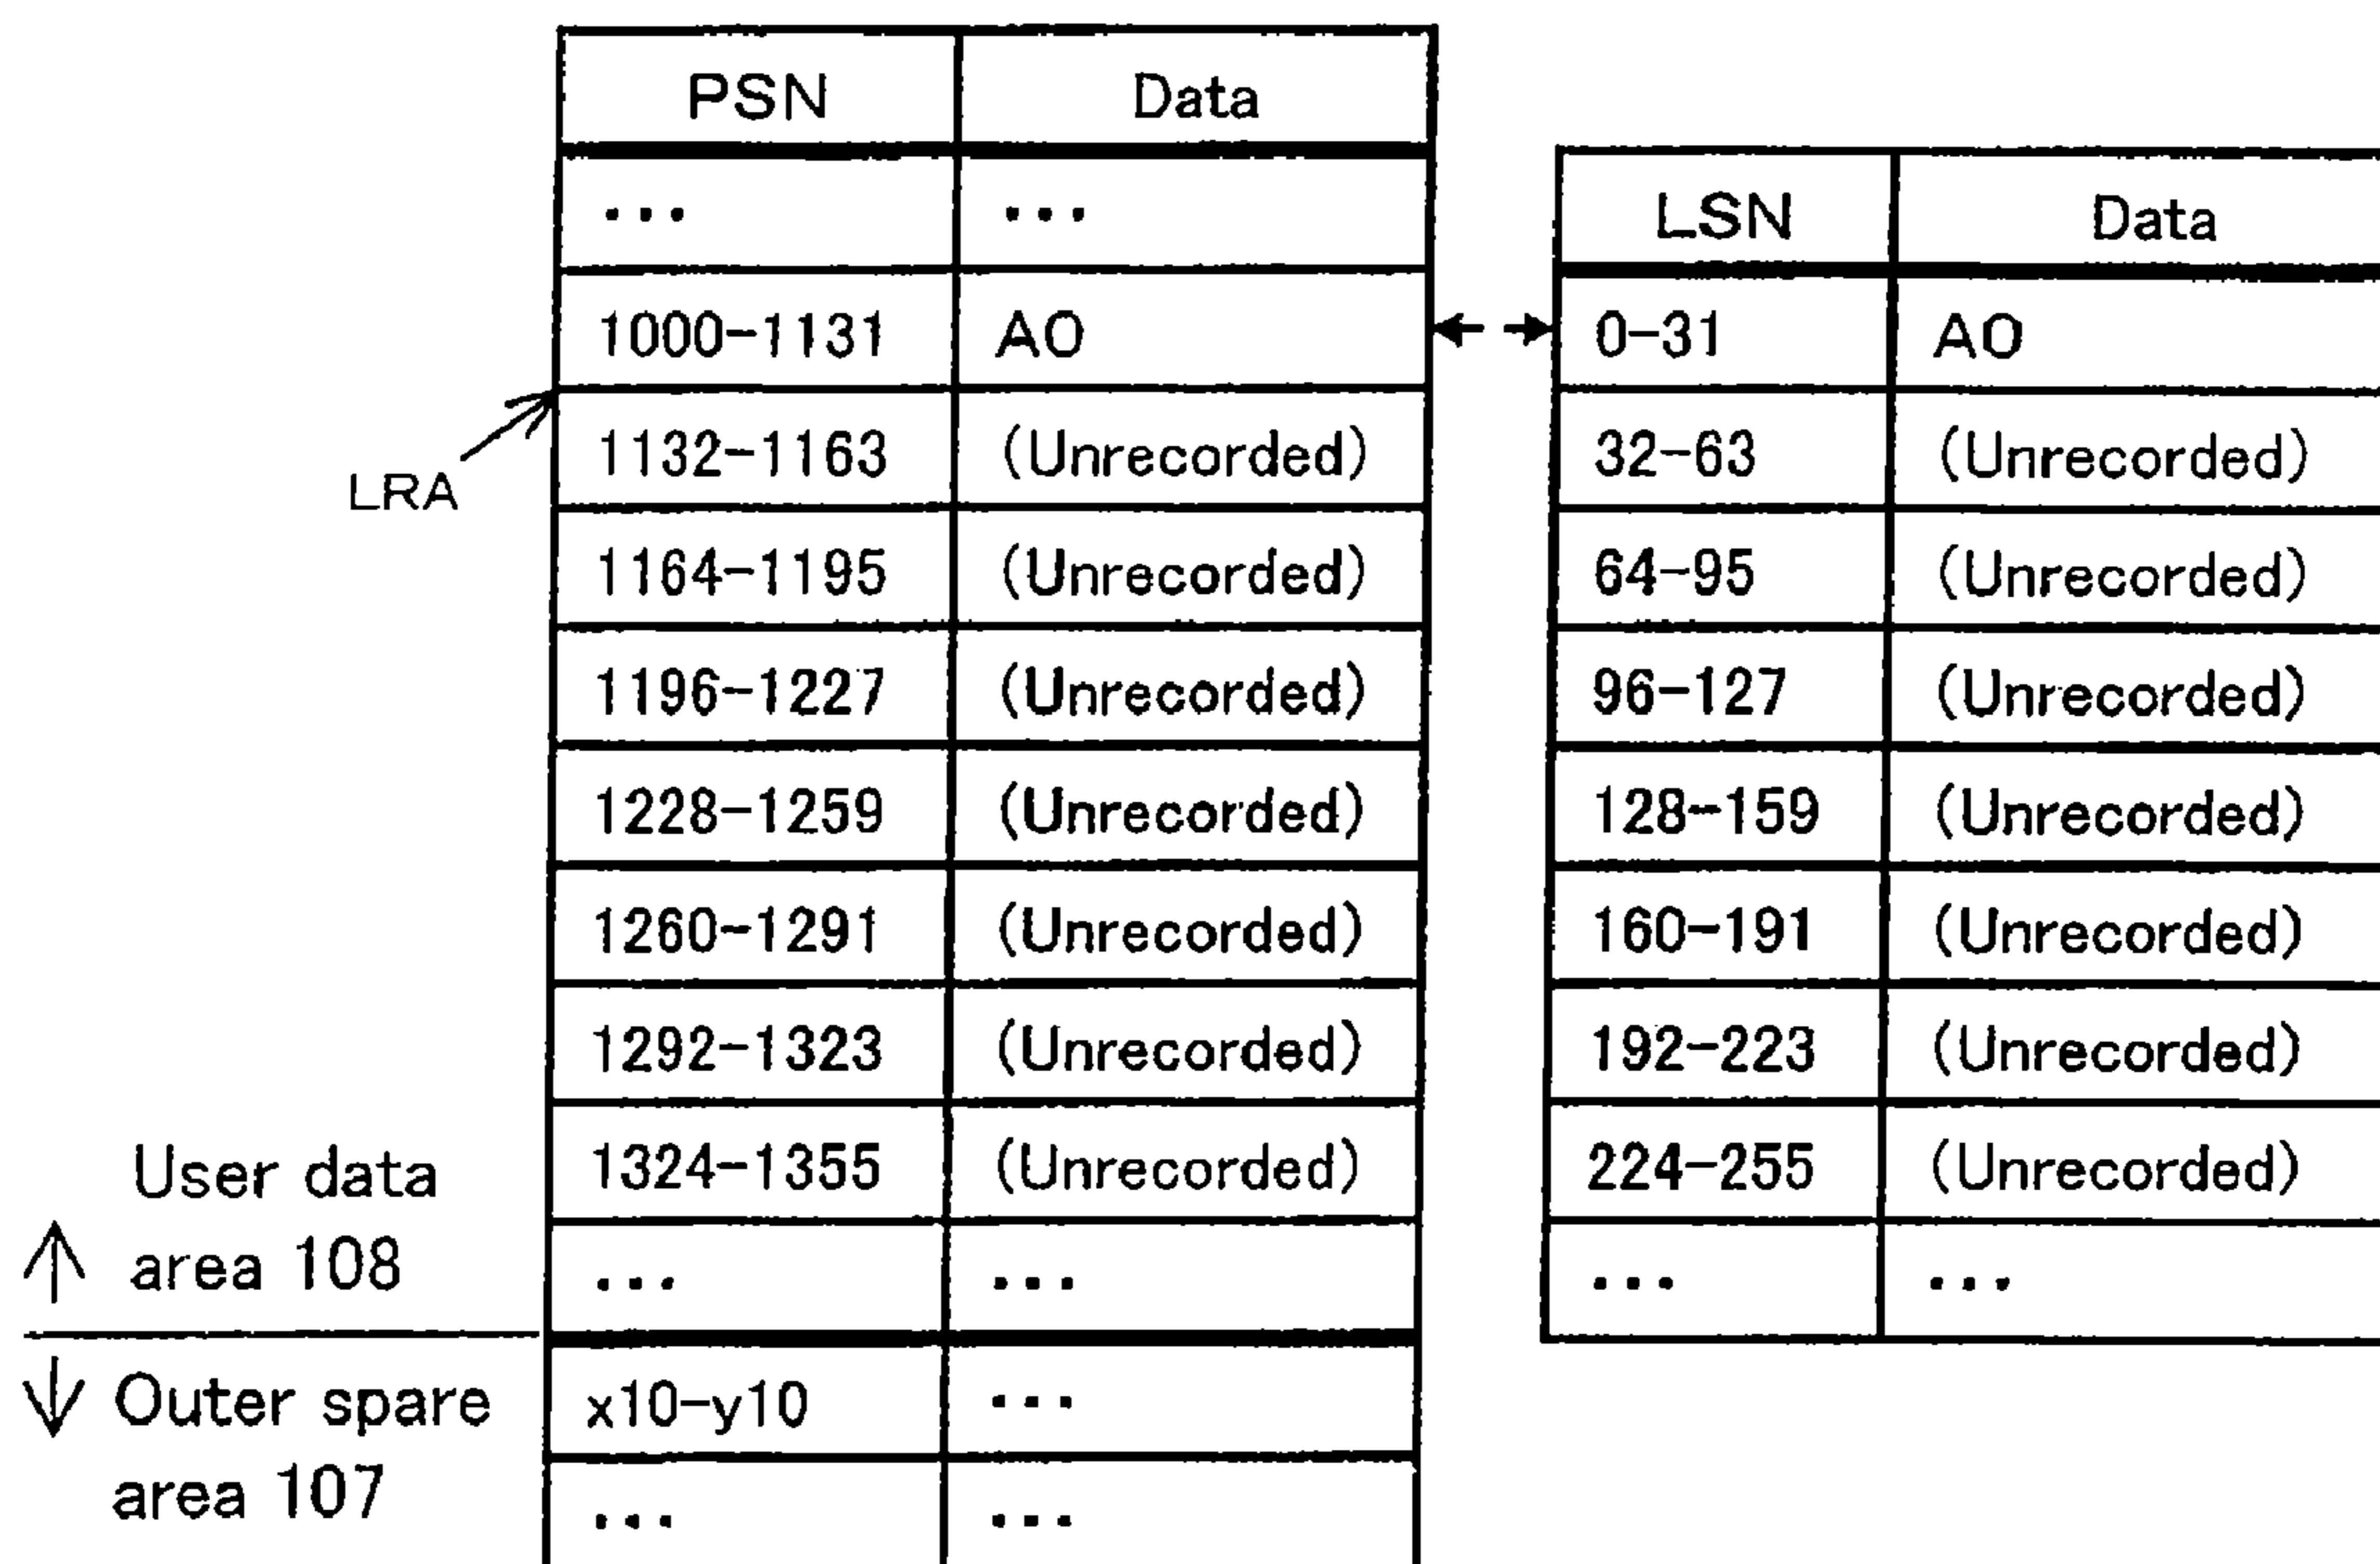 PSN Data
... ...
1000-1131 A0
LRA
1132-1163 (Unrecorded)
1164-1195 (Unrecorded)
1196-1227 (Unrecorded)
1228-1259 (Unrecorded)
1260-1291 (Unrecorded)
1292-1323 (Unrecorded)
1324-1355 (Unrecorded)
... ...
x10-y10 ...
... ...
User data
area 108
Outer spare
area 107
LSN Data
0-31 A0
32-63 (Unrecorded)
64-95 (Unrecorded)
96-127 (Unrecorded)
128-159 (Unrecorded)
160-191 (Unrecorded)
192-223 (Unrecorded)
224-255 (Unrecorded)
... ...